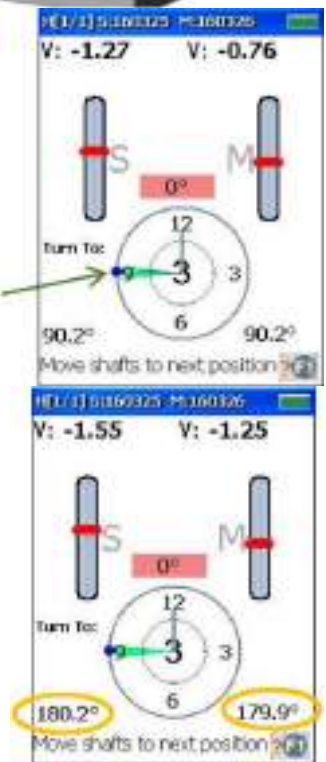 H[1/1] S:160325 M:160326
V: -1.27 V: -0.76
S M
0°
12
Turn To:
9 3 3
6
90.2° 90.2°
Move shafts to next position
H[1/1] S:160325 M:160326
V: -1.55 V: -1.25
S M
0°
12
Turn To:
9 3 3
6
180.2° 179.9°
Move shafts to next position